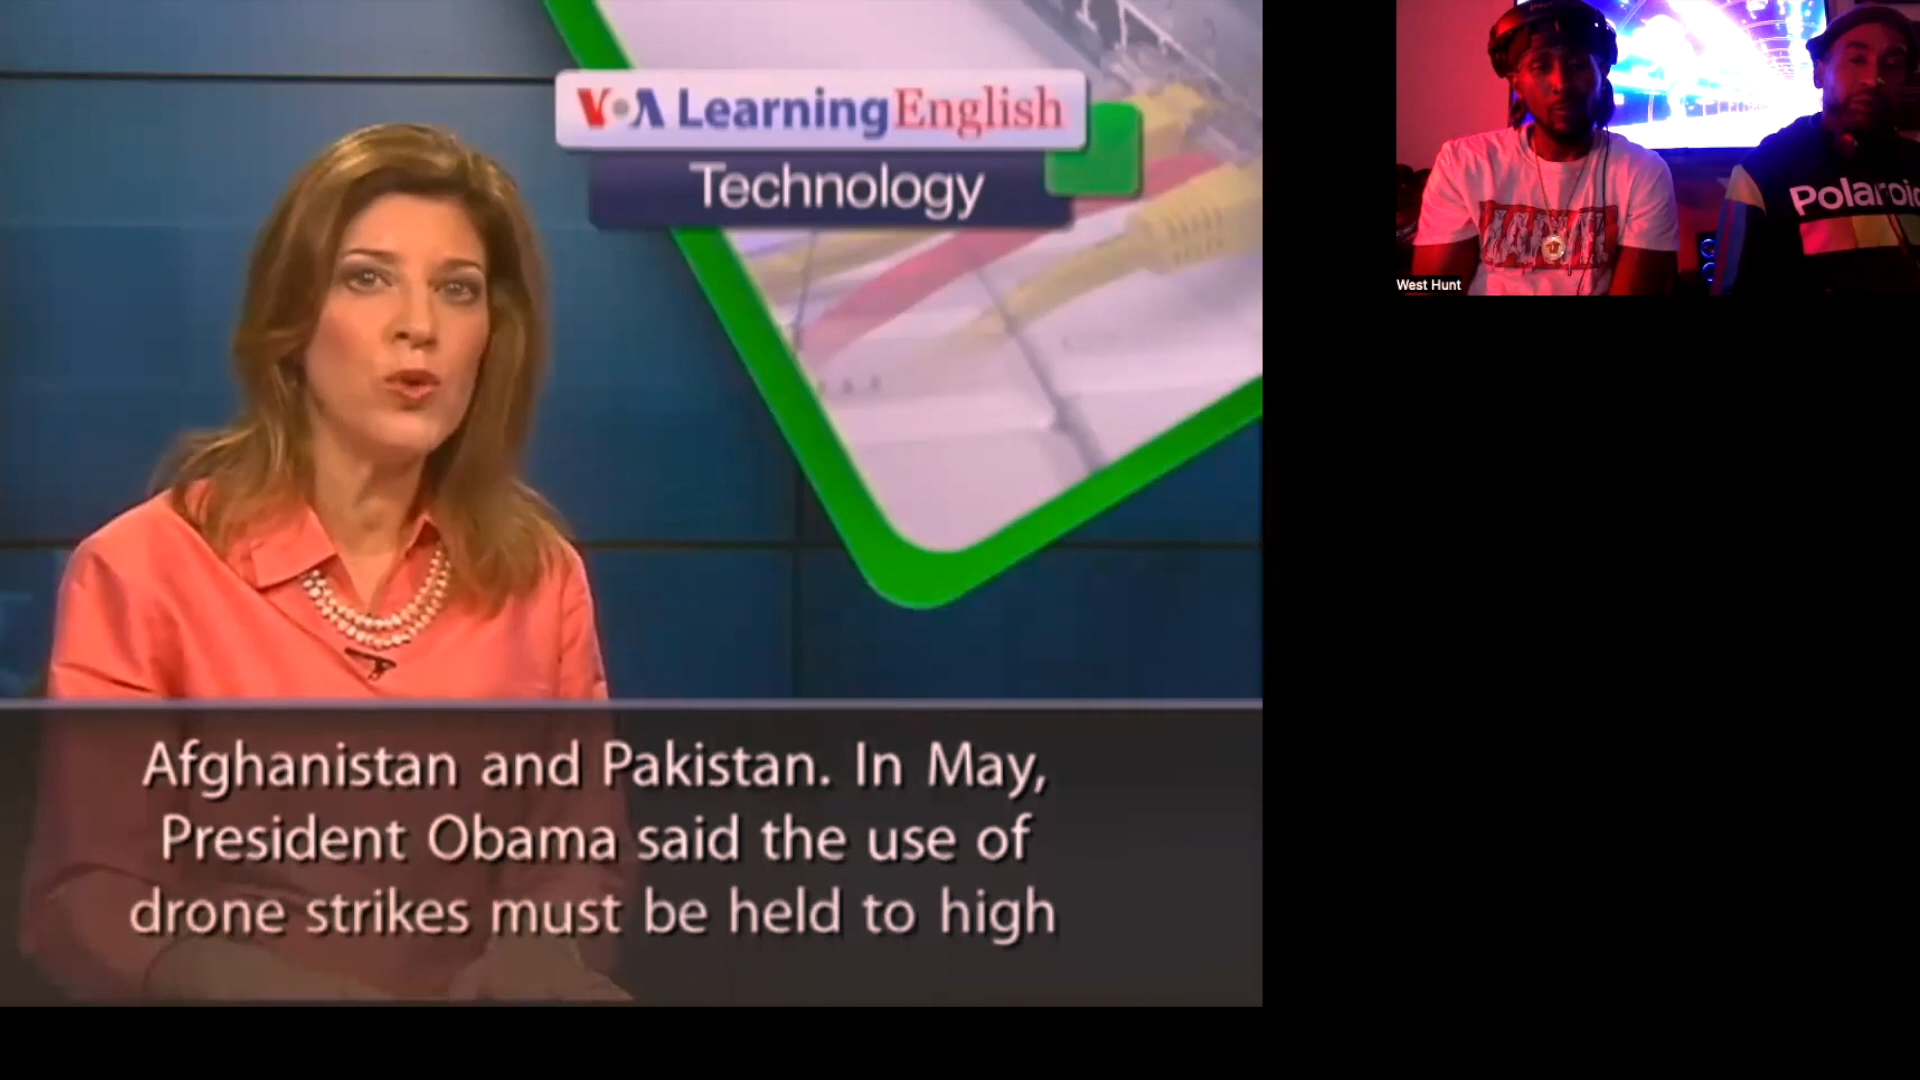 VOA Learning English
Technology
Afghanistan and Pakistan. In May,
President Obama said the use of
drone strikes must be held to high
West Hunt
Polaroid